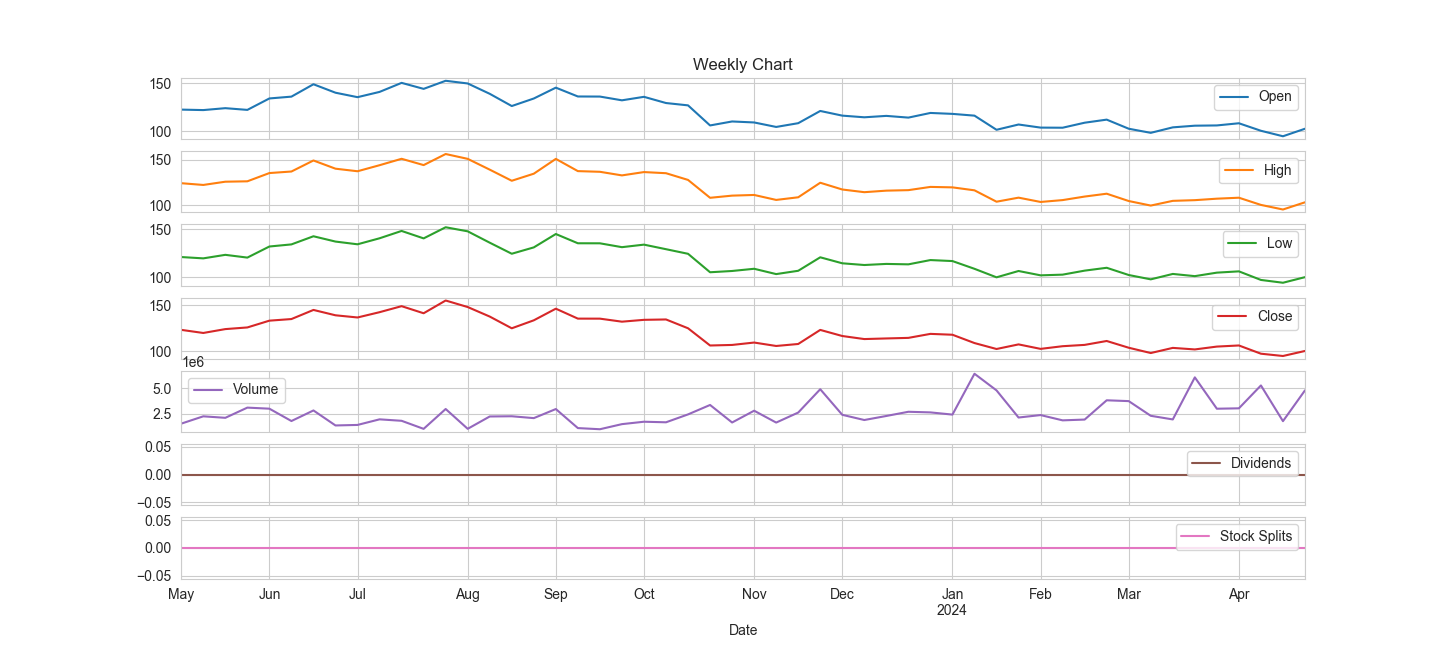 Weekly Chart
150
100
Open
150
100
High
150
100
Low
150
100
Close
1e6
5.0
2.5
Volume
0.05
0.00
−0.05
Dividends
0.05
0.00
−0.05
Stock Splits
May Jun Jul Aug Sep Oct Nov Dec Jan Feb Mar Apr
2024
Date